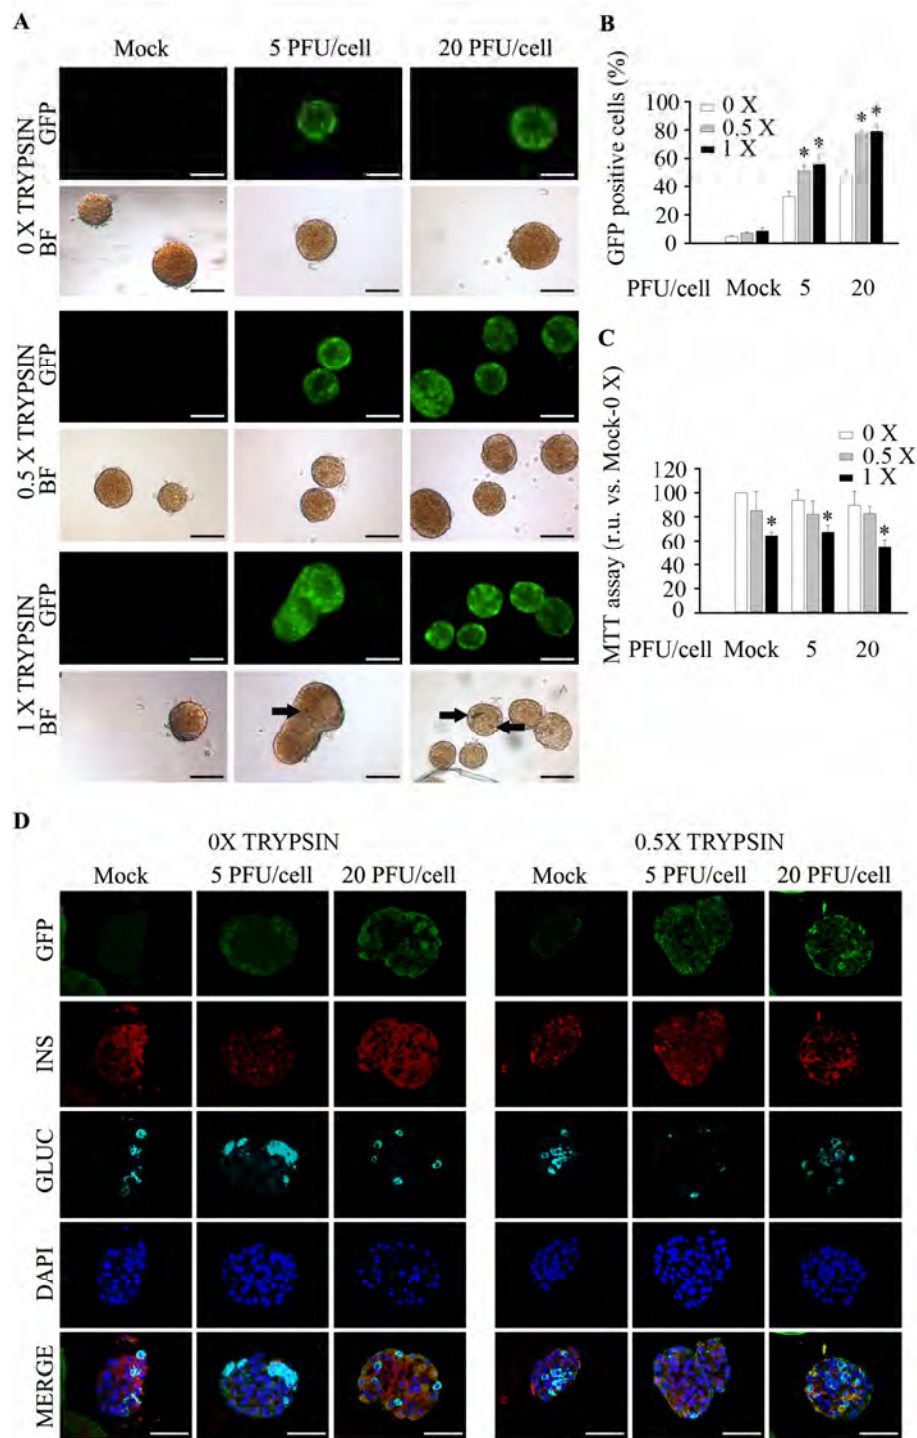 A
Mock
5 PFU/cell
20 PFU/cell
0 X TRYPSIN
GFP
BF
0.5 X TRYPSIN
GFP
BF
1 X TRYPSIN
GFP
BF
B
GFP positive cells (%)
100
80
60
40
20
0
0 X
0.5 X
1 X
* * * *
PFU/cell Mock 5 20
C
MTT assay (r.u. vs. Mock-0 X)
0 X
0.5 X
1 X
120
100
80
60
40
20
0
* * *
PFU/cell Mock 5 20
D
0X TRYPSIN
0.5X TRYPSIN
Mock 5 PFU/cell 20 PFU/cell
Mock 5 PFU/cell 20 PFU/cell
GFP
INS
GLUC
DAPI
MERGE